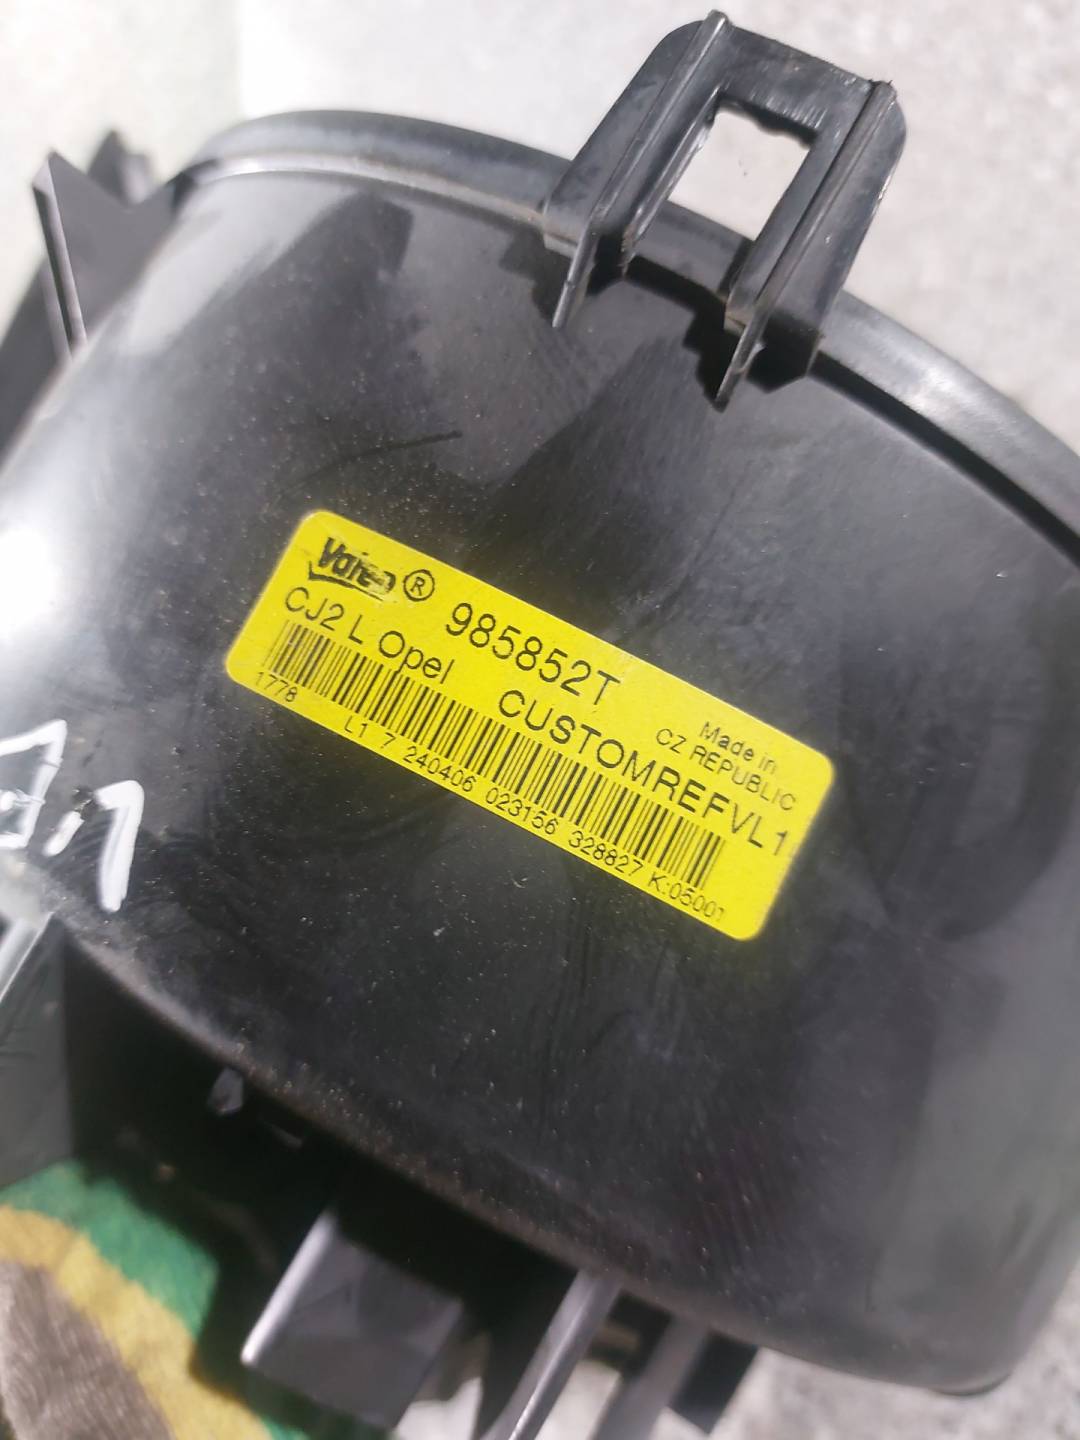 Valeo ® 985852T
Made in
CZ REPUBLIC
CJ2 L Opel CUSTOMREFVL1
1778 L1 7 240406 023156 328827 K:05001